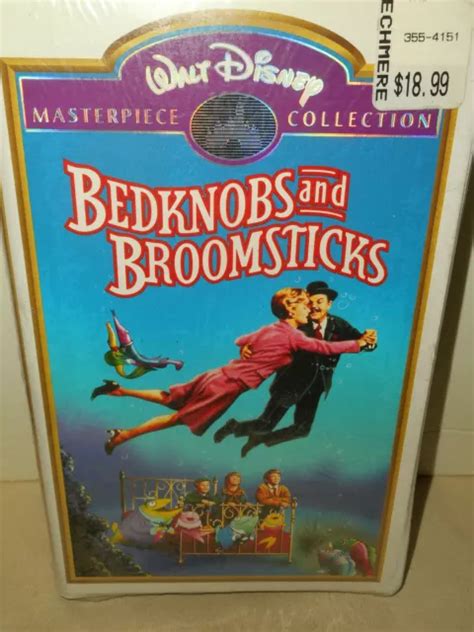 355-4151
$18.99
ECHMERE
WALT DISNEY
MASTERPIECE COLLECTION
BEDKNOBS and
BROOMSTICKS